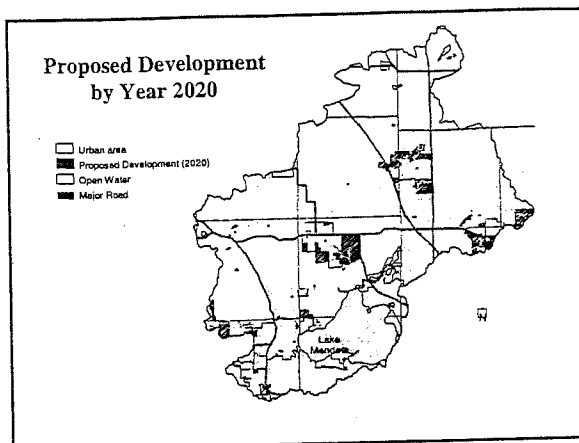 Proposed Development
by Year 2020
Urban area
Proposed Development (2020)
Open Water
Major Road
Lake
Mendota
N